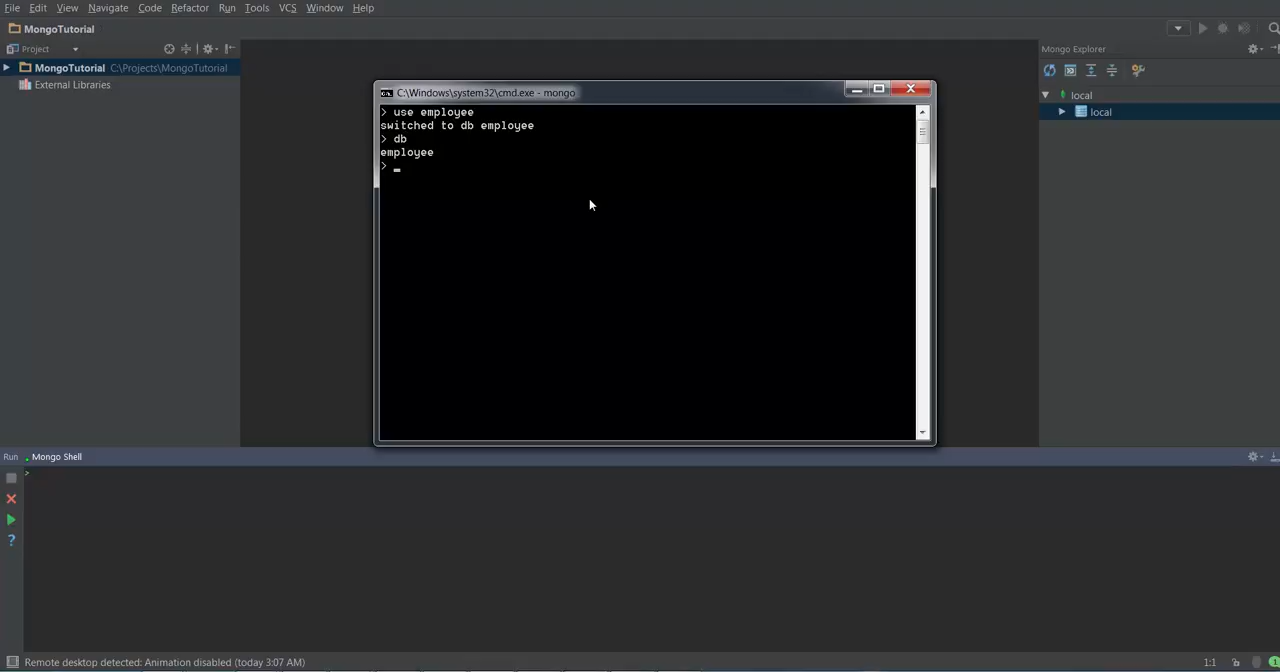 File Edit View Navigate Code Refactor Run Tools VCS Window Help
MongoTutorial
Project
Mongo Explorer
MongoTutorial C:\Projects\MongoTutorial
External Libraries
local
local
C:\Windows\system32\cmd.exe - mongo
> use employee
switched to db employee
> db
employee
>
Run Mongo Shell
>
?
Remote desktop detected: Animation disabled (today 3:07 AM)
1:1